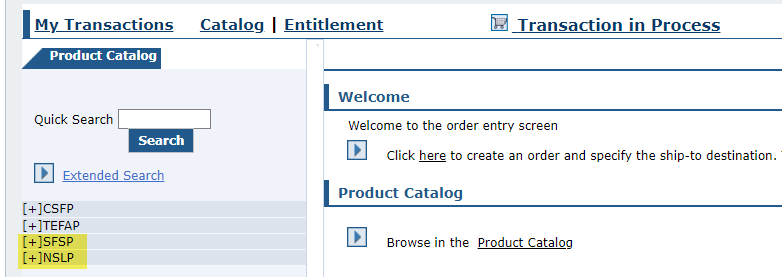 My Transactions Catalog | Entitlement Transaction in Process
Product Catalog
Quick Search
Search
Extended Search
[+]CSFP
[+]TEFAP
[+]SFSP
[+]NSLP
Welcome
Welcome to the order entry screen
Click here to create an order and specify the ship-to destination.
Product Catalog
Browse in the Product Catalog